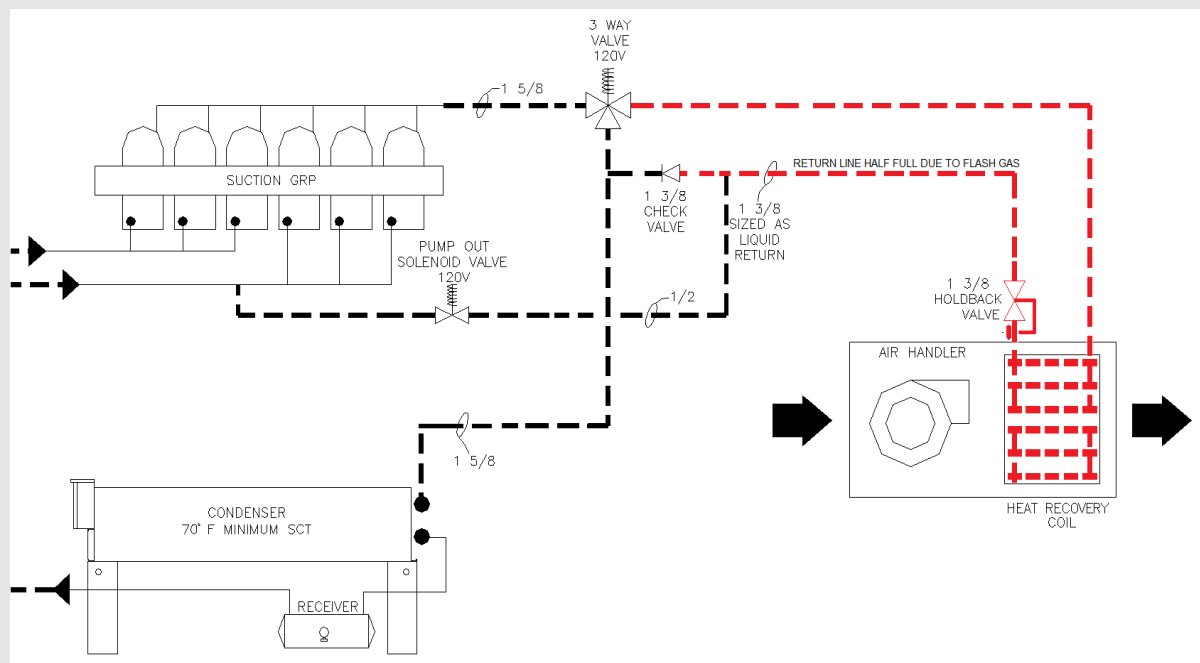 3 WAY
VALVE
120V
1 5/8
SUCTION GRP
RETURN LINE HALF FULL DUE TO FLASH GAS
1 3/8
CHECK
VALVE
1 3/8
SIZED AS
LIQUID
RETURN
PUMP OUT
SOLENOID VALVE
120V
1/2
1 3/8
HOLDBACK
VALVE
AIR HANDLER
1 5/8
CONDENSER
70° F MINIMUM SCT
HEAT RECOVERY
COIL
RECEIVER